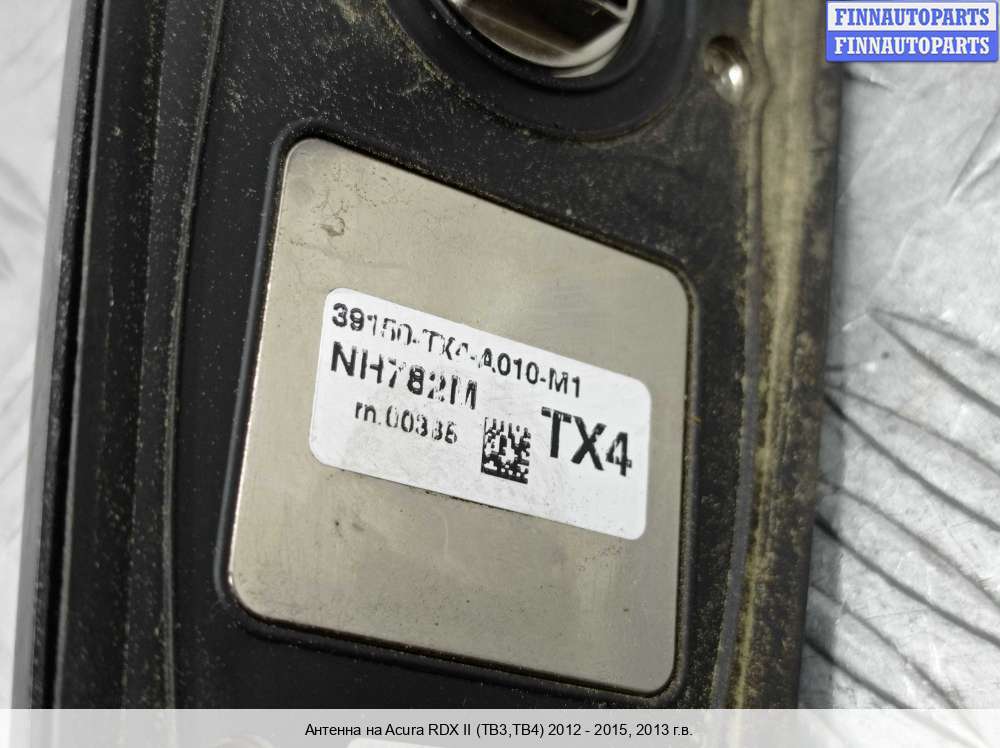 FINNAUTOPARTS
FINNAUTOPARTS
39150-TX4-A010-M1
NH782M
TX4
Антенна на Acura RDX II (TB3,TB4) 2012 - 2015, 2013 г.в.